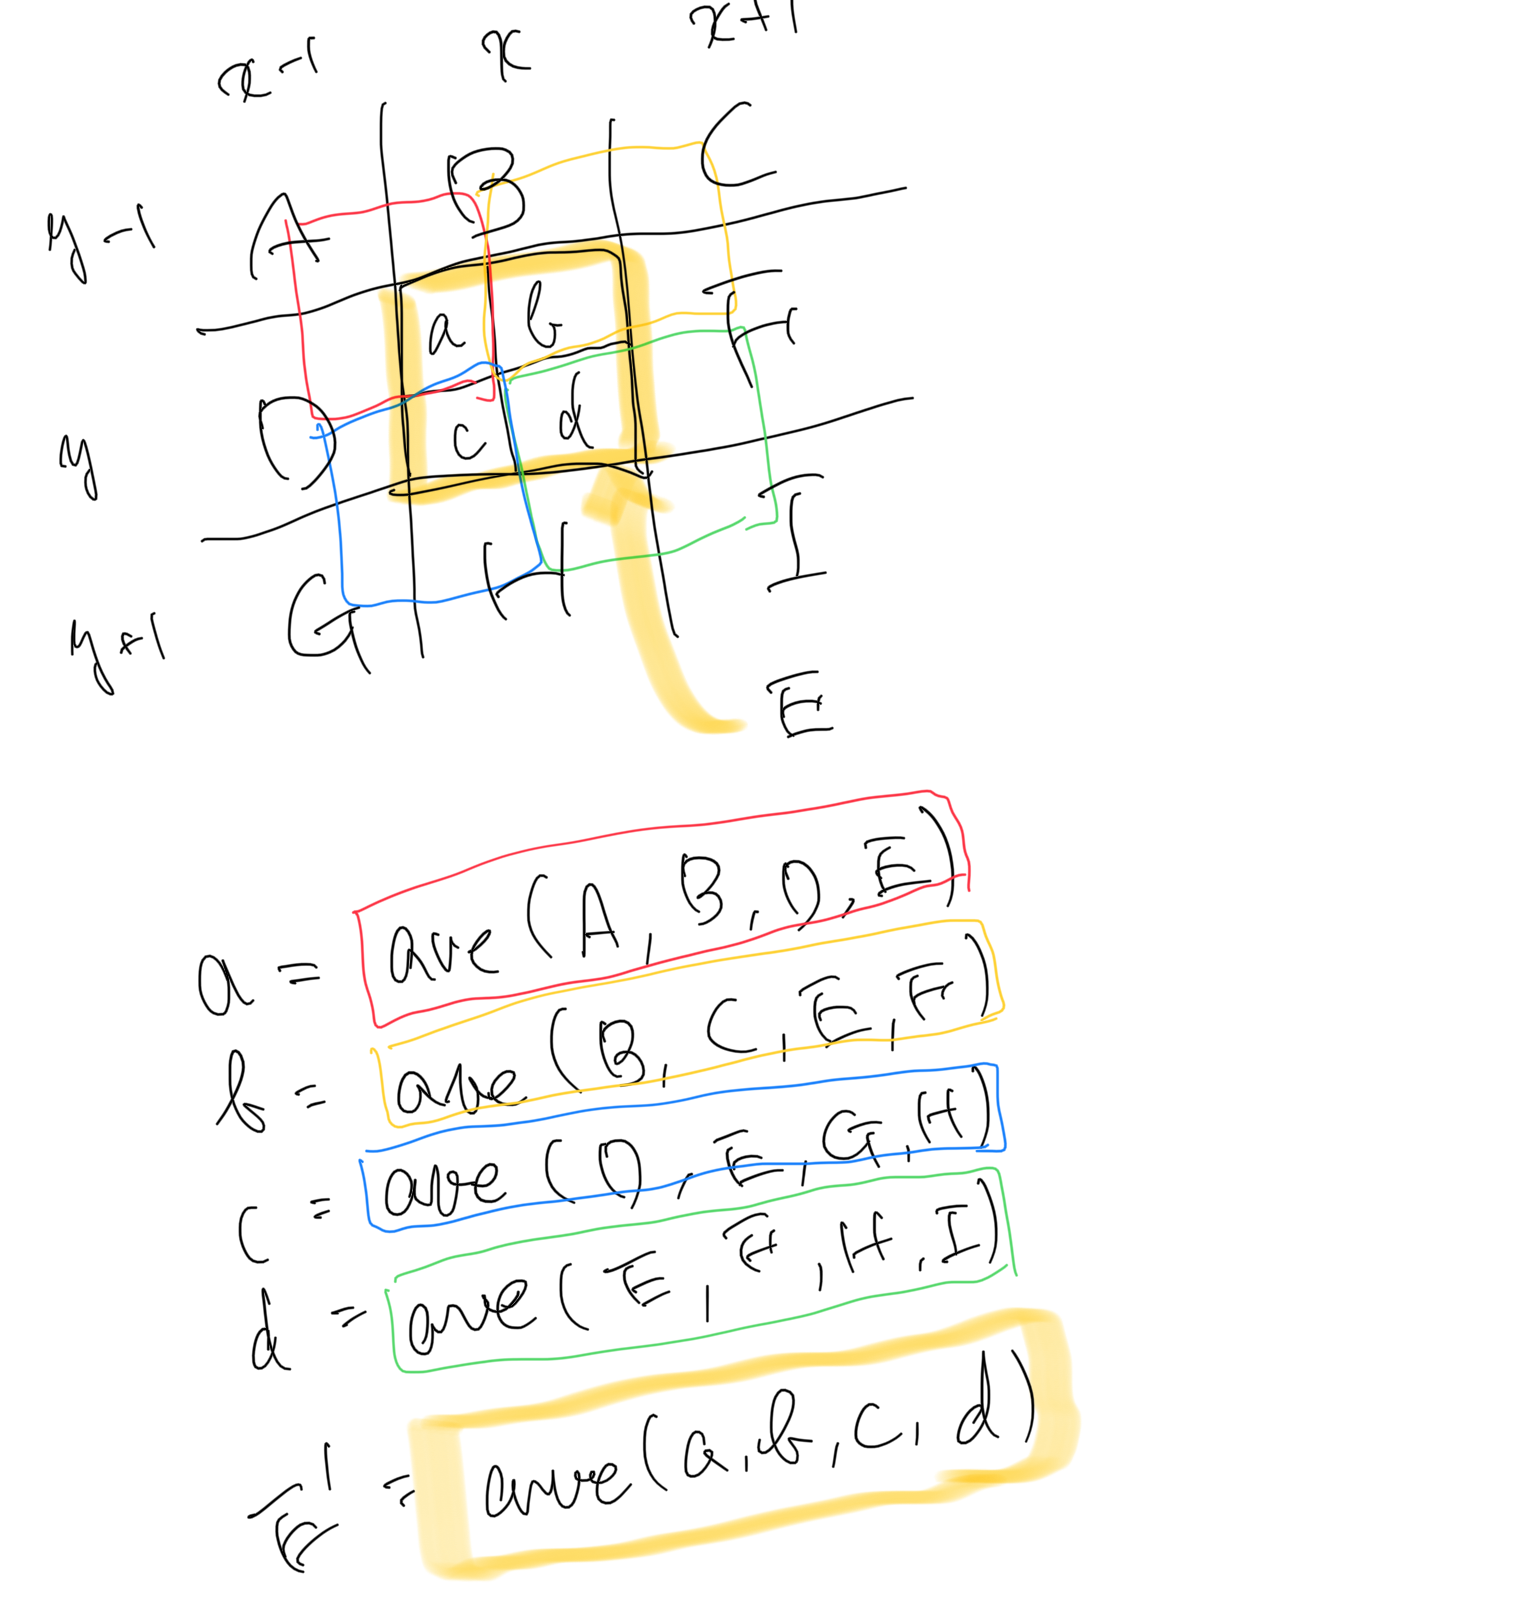 x-1 x x+1
y-1 A B C
a b
y D c d F
y+1 G H I
E
a = ave(A, B, D, E)
b = ave(B, C, E, F)
c = ave(D, E, G, H)
d = ave(E, F, H, I)
E' = ave(a, b, c, d)